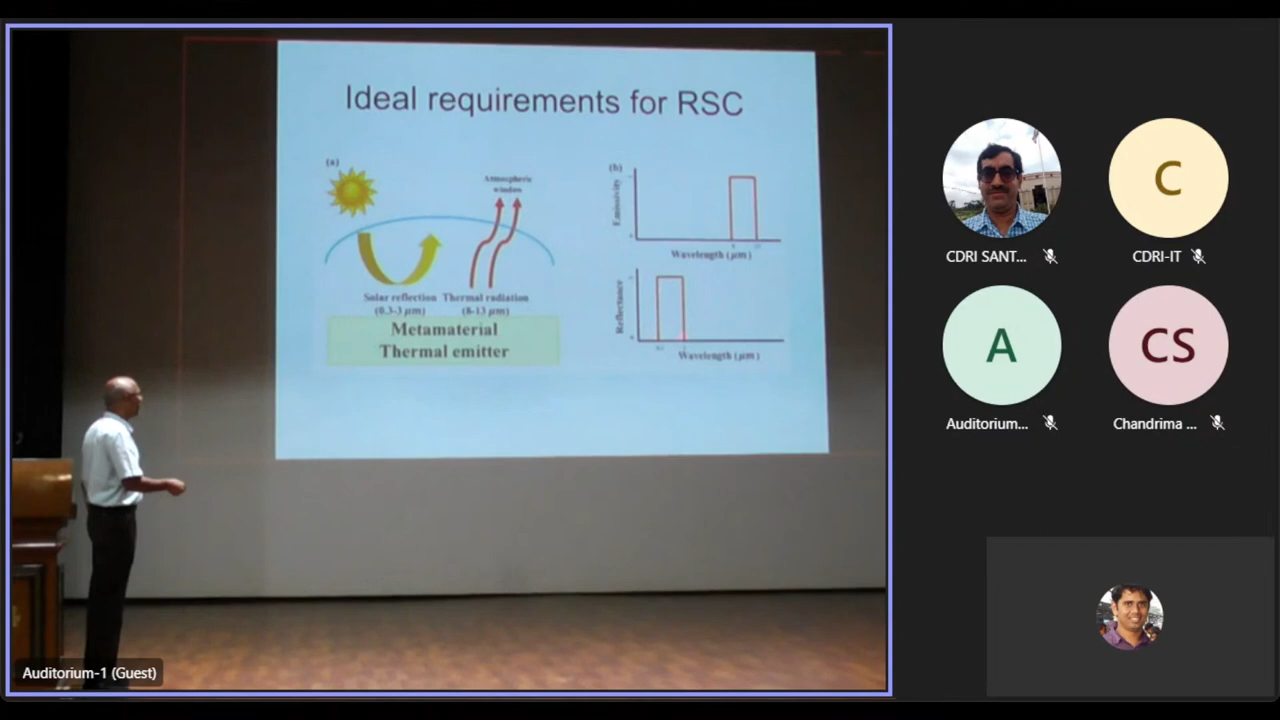 Ideal requirements for RSC
(a)
Atmospheric
window
Solar reflection
(0.3-3 μm)
Thermal radiation
(8-13 μm)
Metamaterial
Thermal emitter
(b)
Emissivity
Wavelength (μm)
Reflectance
Wavelength (μm)
Auditorium-1 (Guest)
CDRI SANT...
C
CDRI-IT
A
Auditorium...
CS
Chandrima ...